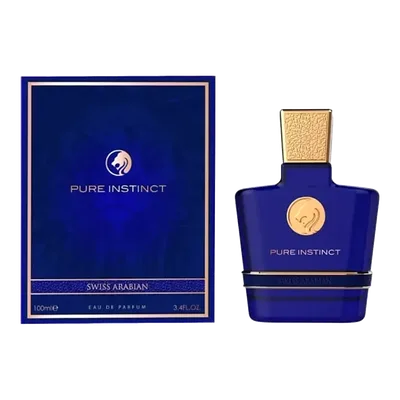 PURE INSTINCT
SWISS ARABIAN
100ml℮ EAU DE PARFUM 3.4FL.OZ.
PURE INSTINCT